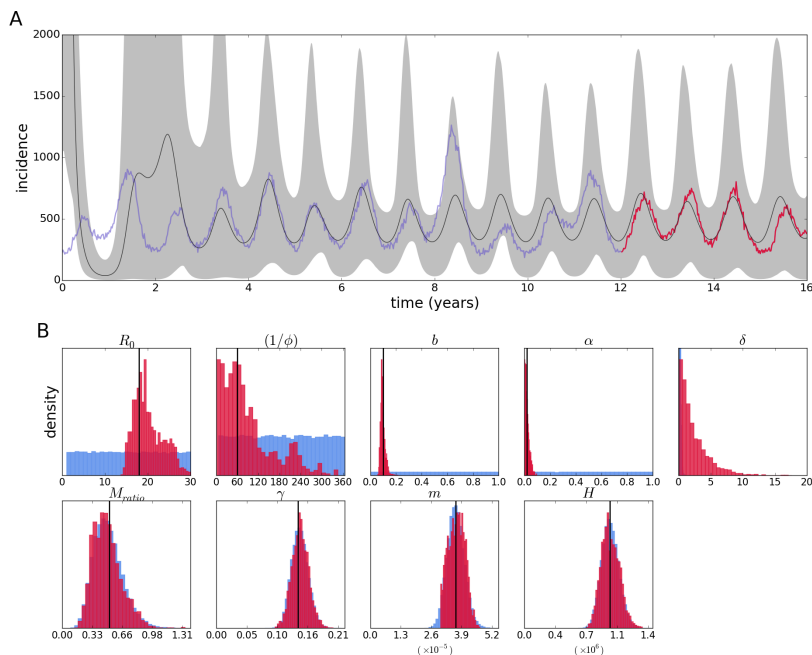 A
2000
1500
1000
500
0
incidence
0 2 4 6 8 10 12 14 16
time (years)
B
density
R₀
0 10 20 30
(1/ϕ)
0 60 120 180 240 300 360
b
0.0 0.2 0.4 0.6 0.8 1.0
α
0.0 0.2 0.4 0.6 0.8 1.0
δ
0 5 10 15 20
M_ratio
0.00 0.33 0.66 0.98 1.31
γ
0.00 0.05 0.10 0.16 0.21
m
0.0 1.3 2.6 3.9 5.2
(×10⁻⁵)
H
0.0 0.4 0.7 1.1 1.4
(×10⁶)